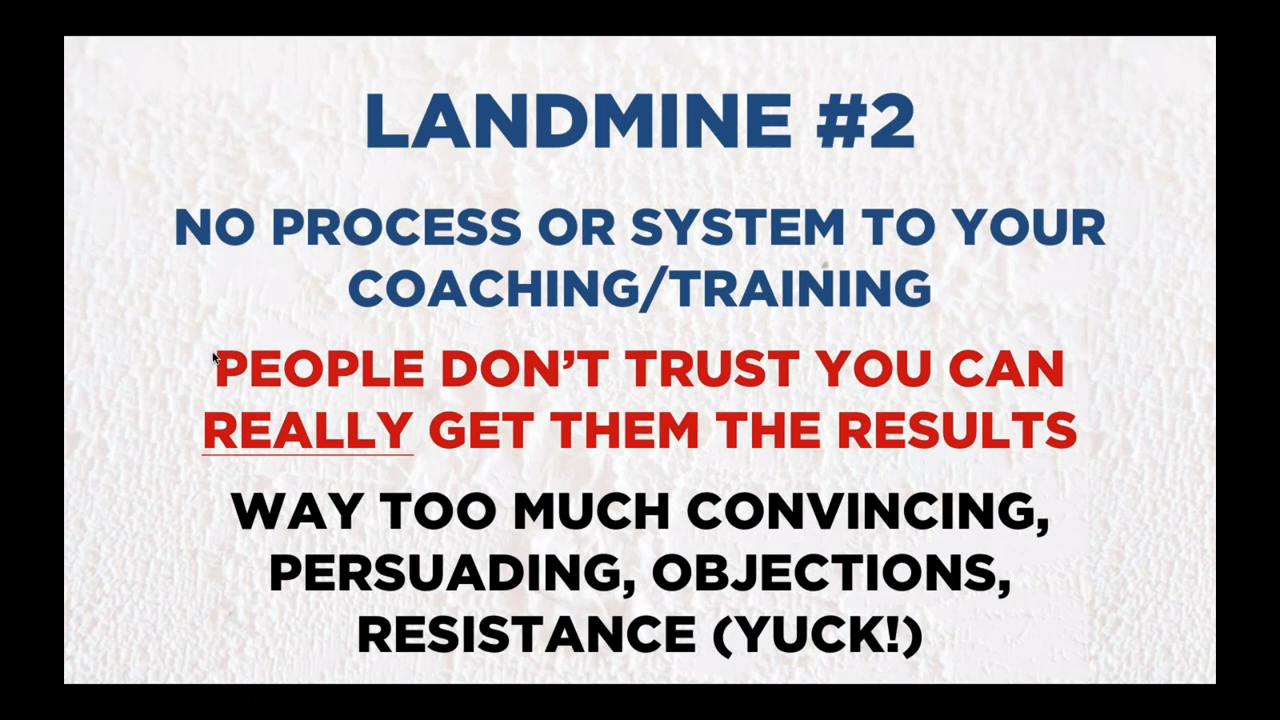 LANDMINE #2
NO PROCESS OR SYSTEM TO YOUR
COACHING/TRAINING
PEOPLE DON’T TRUST YOU CAN
REALLY GET THEM THE RESULTS
WAY TOO MUCH CONVINCING,
PERSUADING, OBJECTIONS,
RESISTANCE (YUCK!)